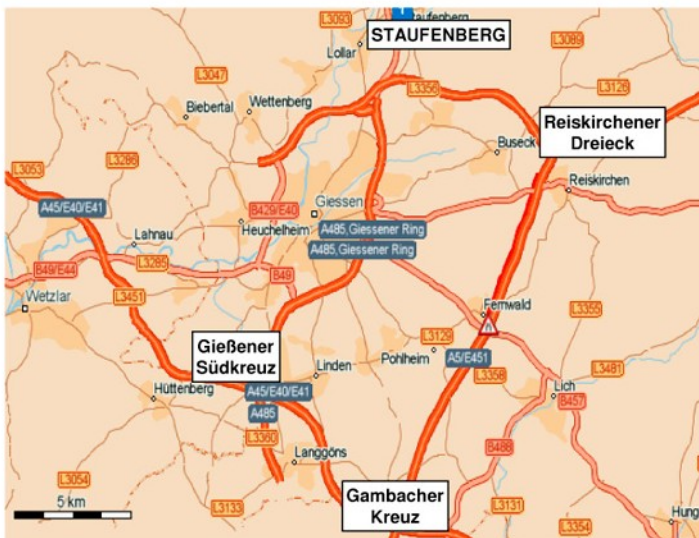 L3093
Staufenberg
STAUFENBERG
Lollar
L3089
L3047
L3356
L3126
Wettenberg
Biebertal
Reiskirchener
Dreieck
Buseck
L3286
L3053
Reiskirchen
Giessen
A45/E40/E41
B429/E40
Heuchelheim
A485,Giessener Ring
A485,Giessener Ring
Lahnau
L3285
B49/E44
B49
L3451
Wetzlar
Fernwald
L3355
L3129
Gießener
Südkreuz
Pohlheim
A5/E451
Linden
L3358
L3481
Hüttenberg
A45/E40/E41
Lich
B457
A485
L3360
B488
Langgöns
L3054
Gambacher
Kreuz
5 km
L3133
L3131
Hung
L3354